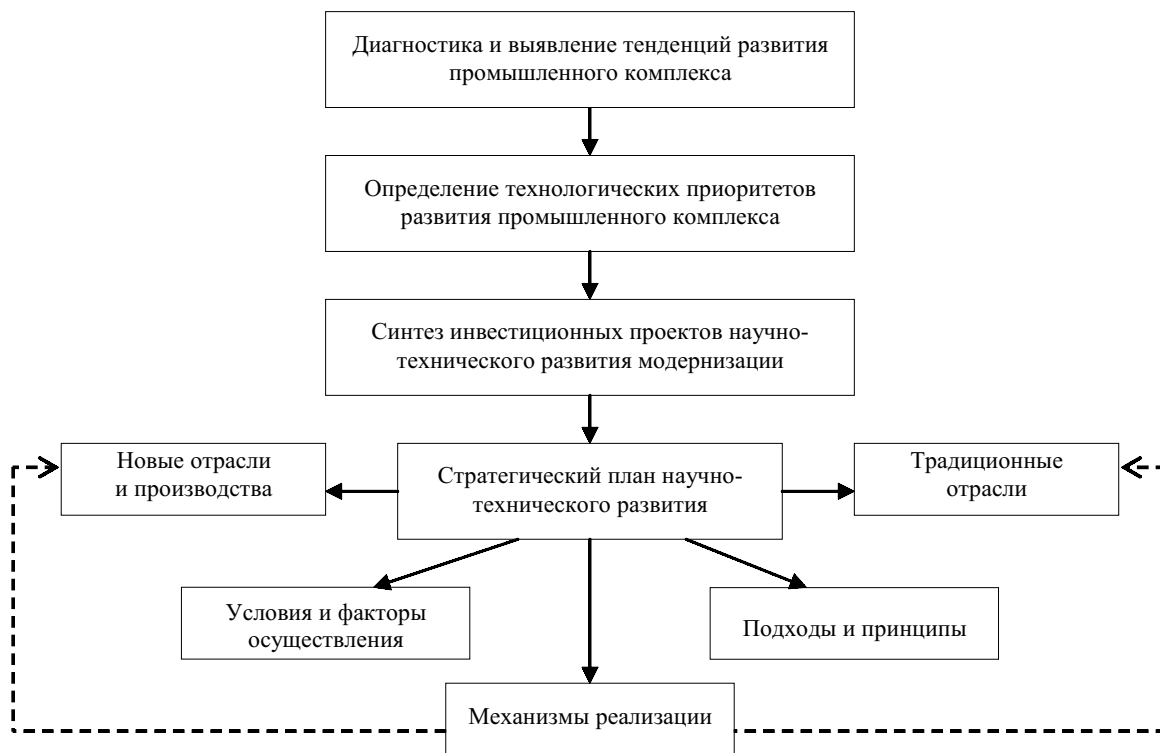 Диагностика и выявление тенденций развития
промышленного комплекса
Определение технологических приоритетов
развития промышленного комплекса
Синтез инвестиционных проектов научно-
технического развития модернизации
Новые отрасли
и производства
Стратегический план научно-
технического развития
Традиционные
отрасли
Условия и факторы
осуществления
Подходы и принципы
Механизмы реализации